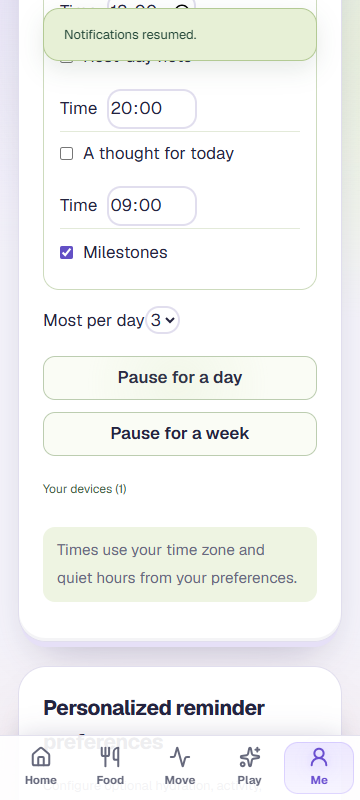 Notifications resumed.
Time 20:00
A thought for today
Time 09:00
Milestones
Most per day 3
Pause for a day
Pause for a week
Your devices (1)
Times use your time zone and
quiet hours from your preferences.
Personalized reminder
preferences
Home Food Move Play Me